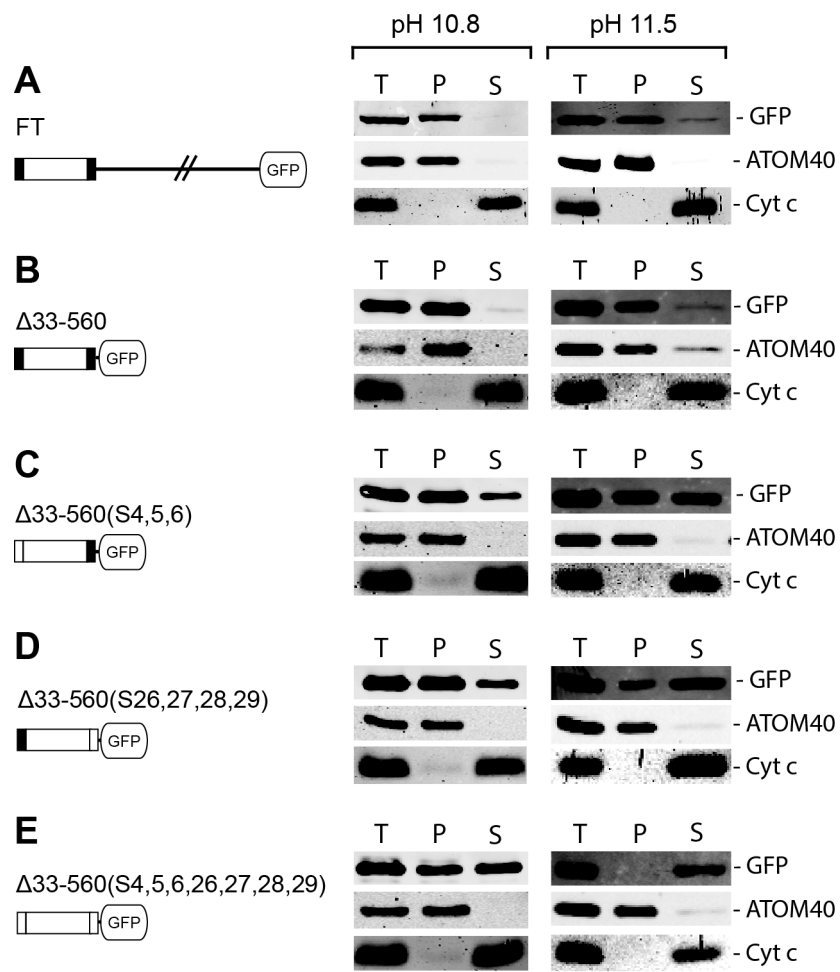 pH 10.8 pH 11.5
A T P S T P S
FT - GFP
GFP - ATOM40
- Cyt c
B T P S T P S
Δ33-560 - GFP
GFP - ATOM40
- Cyt c
C T P S T P S
Δ33-560(S4,5,6) - GFP
GFP - ATOM40
- Cyt c
D T P S T P S
Δ33-560(S26,27,28,29) - GFP
GFP - ATOM40
- Cyt c
E T P S T P S
Δ33-560(S4,5,6,26,27,28,29) - GFP
GFP - ATOM40
- Cyt c